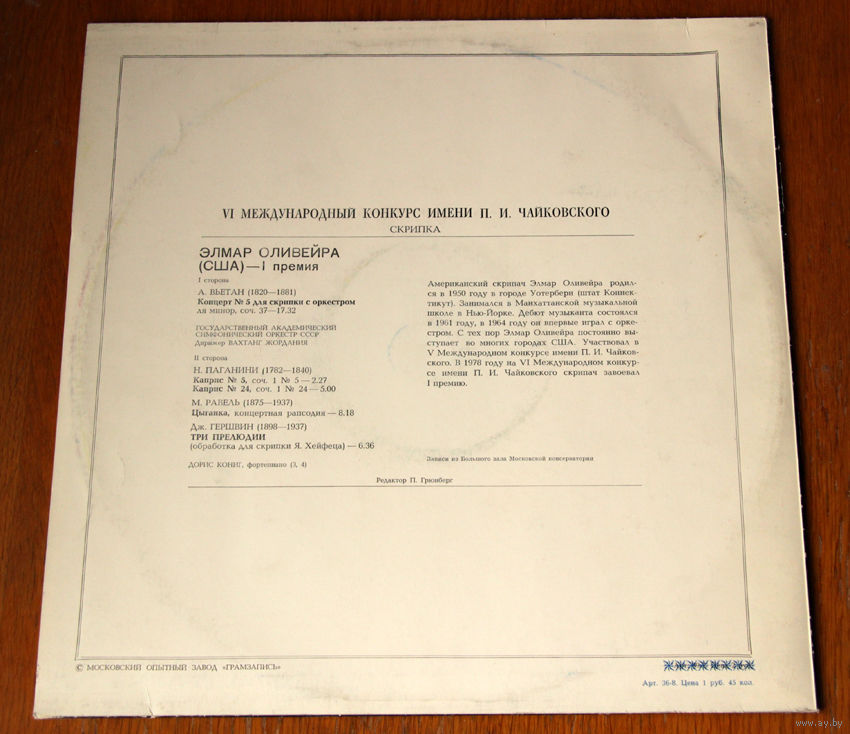 VI МЕЖДУНАРОДНЫЙ КОНКУРС ИМЕНИ П. И. ЧАЙКОВСКОГО
СКРИПКА
ЭЛМАР ОЛИВЕЙРА
(США) — I премия
I сторона
А. ВЬЕТАН (1820—1881)
Концерт № 5 для скрипки с оркестром
ля минор, соч. 37—17.32
ГОСУДАРСТВЕННЫЙ АКАДЕМИЧЕСКИЙ
СИМФОНИЧЕСКИЙ ОРКЕСТР СССР
Дирижер ВАХТАНГ ЖОРДАНИЯ
II сторона
Н. ПАГАНИНИ (1782—1840)
Каприс № 5, соч. 1 № 5 — 2.27
Каприс № 24, соч. 1 № 24 — 5.00
М. РАВЕЛЬ (1875—1937)
Цыганка, концертная рапсодия — 8.18
Дж. ГЕРШВИН (1898—1937)
ТРИ ПРЕЛЮДИИ
(обработка для скрипки Я. Хейфеца) — 6.36
ДОРИС КОНИГ, фортепиано (3, 4)
Американский скрипач Элмар Оливейра родил-
ся в 1950 году в городе Уотербери (штат Коннек-
тикут). Занимался в Манхаттанской музыкальной
школе в Нью-Йорке. Дебют музыканта состоялся
в 1961 году, в 1964 году он впервые играл с орке-
стром. С тех пор Элмар Оливейра постоянно вы-
ступает во многих городах США. Участвовал в
V Международном конкурсе имени П. И. Чайков-
ского. В 1978 году на VI Международном конкур-
се имени П. И. Чайковского скрипач завоевал
I премию.
Записи из Большого зала Московской консерватории
Редактор П. Грюнберг
© МОСКОВСКИЙ ОПЫТНЫЙ ЗАВОД «ГРАМЗАПИСЬ»
Арт. 36-8. Цена 1 руб. 45 коп.
www.ay.by